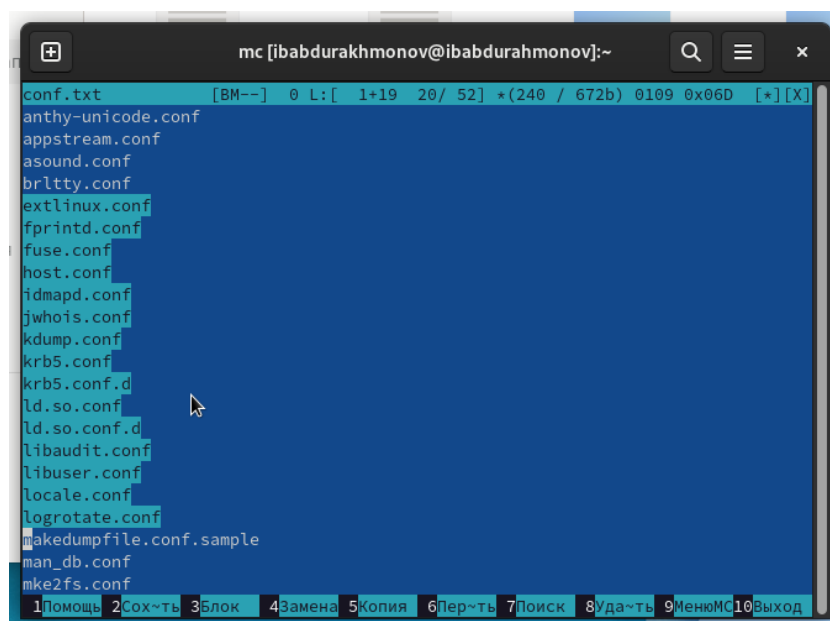 mc [ibabdurakhmonov@ibabdurahmonov]:~
conf.txt [BM--] 0 L:[ 1+19 20/ 52] *(240 / 672b) 0109 0x06D [*][X]
anthy-unicode.conf
appstream.conf
asound.conf
brltty.conf
extlinux.conf
fprintd.conf
fuse.conf
host.conf
idmapd.conf
jwhois.conf
kdump.conf
krb5.conf
krb5.conf.d
ld.so.conf
ld.so.conf.d
libaudit.conf
libuser.conf
locale.conf
logrotate.conf
makedumpfile.conf.sample
man_db.conf
mke2fs.conf
1Помощь 2Сох~ть 3Блок 4Замена 5Копия 6Пер~ть 7Поиск 8Уда~ть 9МенюMC10Выход